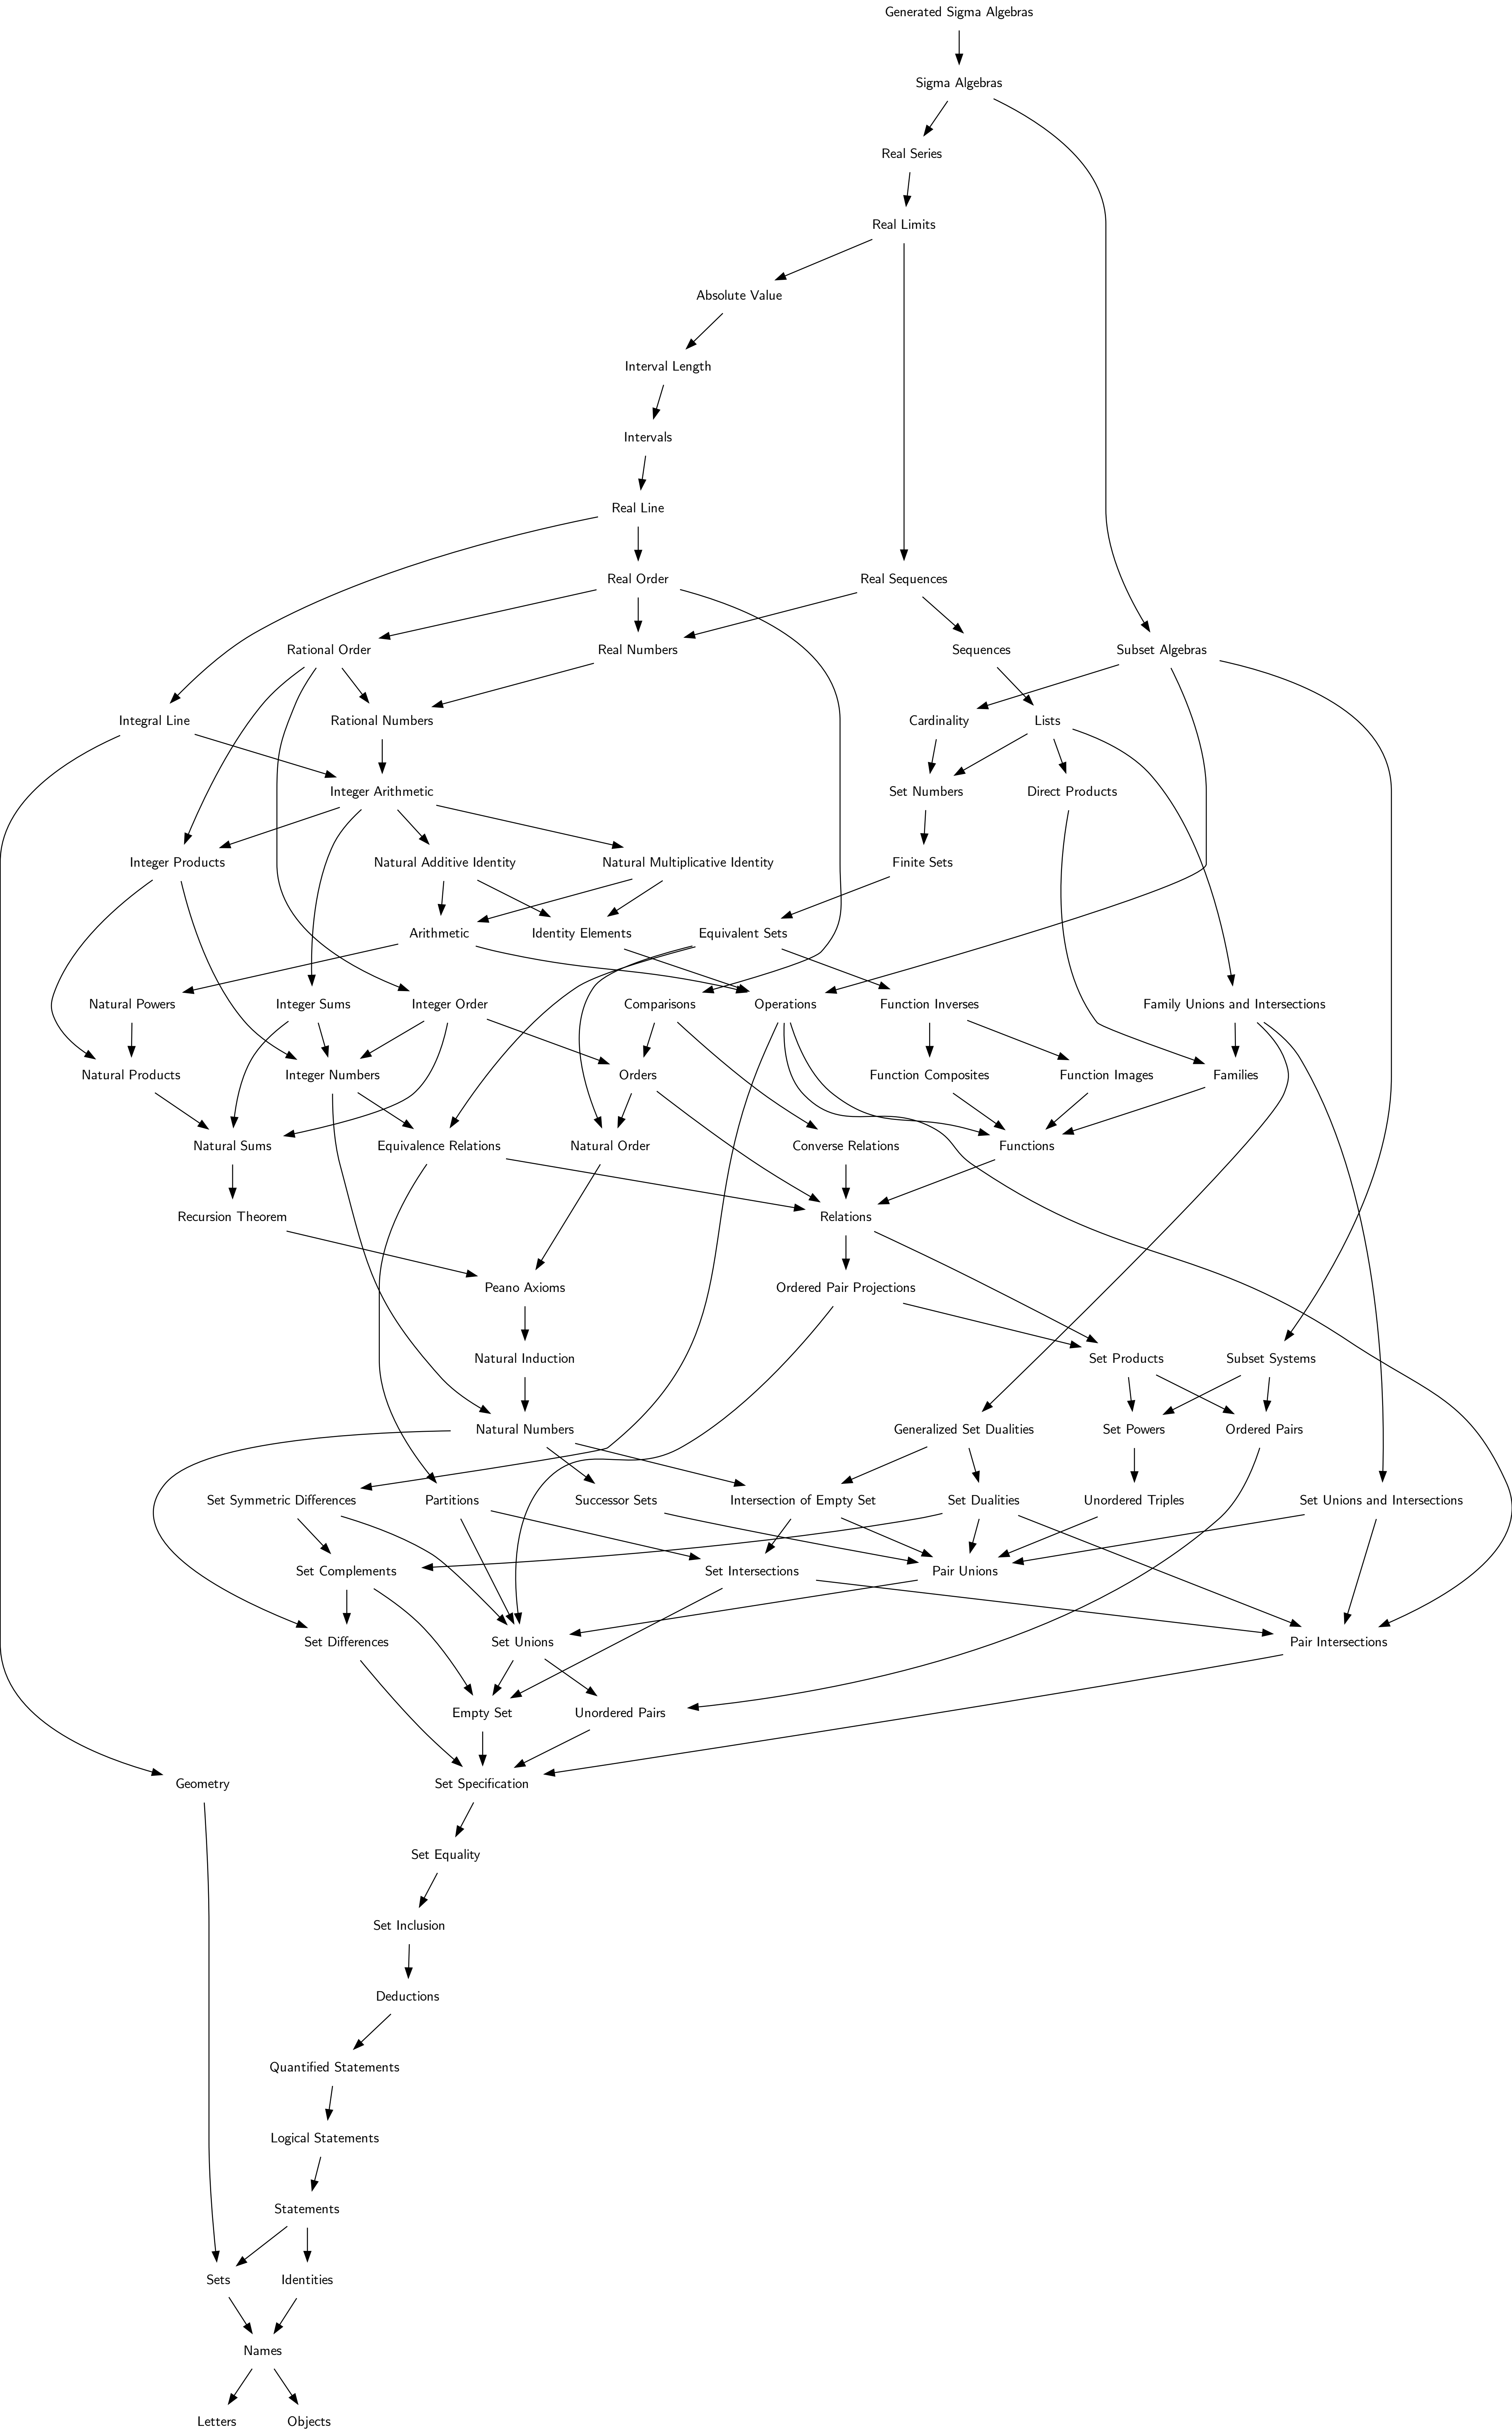 Generated Sigma Algebras
Sigma Algebras
Real Series
Real Limits
Absolute Value
Interval Length
Intervals
Real Line
Real Order
Real Sequences
Rational Order
Real Numbers
Sequences
Subset Algebras
Integral Line
Rational Numbers
Cardinality
Lists
Integer Arithmetic
Set Numbers
Direct Products
Integer Products
Natural Additive Identity
Natural Multiplicative Identity
Finite Sets
Arithmetic
Identity Elements
Equivalent Sets
Natural Powers
Integer Sums
Integer Order
Comparisons
Operations
Function Inverses
Family Unions and Intersections
Natural Products
Integer Numbers
Orders
Function Composites
Function Images
Families
Natural Sums
Equivalence Relations
Natural Order
Converse Relations
Functions
Recursion Theorem
Relations
Peano Axioms
Ordered Pair Projections
Natural Induction
Set Products
Subset Systems
Natural Numbers
Generalized Set Dualities
Set Powers
Ordered Pairs
Set Symmetric Differences
Partitions
Successor Sets
Intersection of Empty Set
Set Dualities
Unordered Triples
Set Unions and Intersections
Set Complements
Set Intersections
Pair Unions
Set Differences
Set Unions
Pair Intersections
Empty Set
Unordered Pairs
Geometry
Set Specification
Set Equality
Set Inclusion
Deductions
Quantified Statements
Logical Statements
Statements
Sets
Identities
Names
Letters
Objects